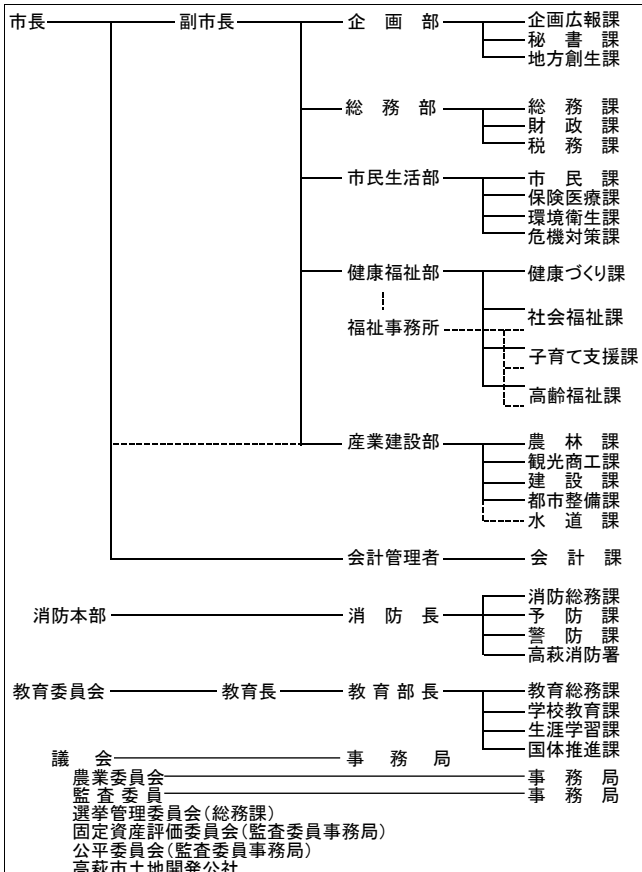 市長 副市長 企画部 企画広報課
秘書課
地方創生課
総務部 総務課
財政課
税務課
市民生活部 市民課
保険医療課
環境衛生課
危機対策課
健康福祉部 健康づくり課
福祉事務所 社会福祉課
子育て支援課
高齢福祉課
産業建設部 農林課
観光商工課
建設課
都市整備課
水道課
会計管理者 会計課
消防本部 消防長 消防総務課
予防課
警防課
高萩消防署
教育委員会 教育長 教育部長 教育総務課
学校教育課
生涯学習課
国体推進課
議会 事務局
農業委員会 事務局
監査委員 事務局
選挙管理委員会(総務課)
固定資産評価委員会(監査委員事務局)
公平委員会(監査委員事務局)
高萩市土地開発公社